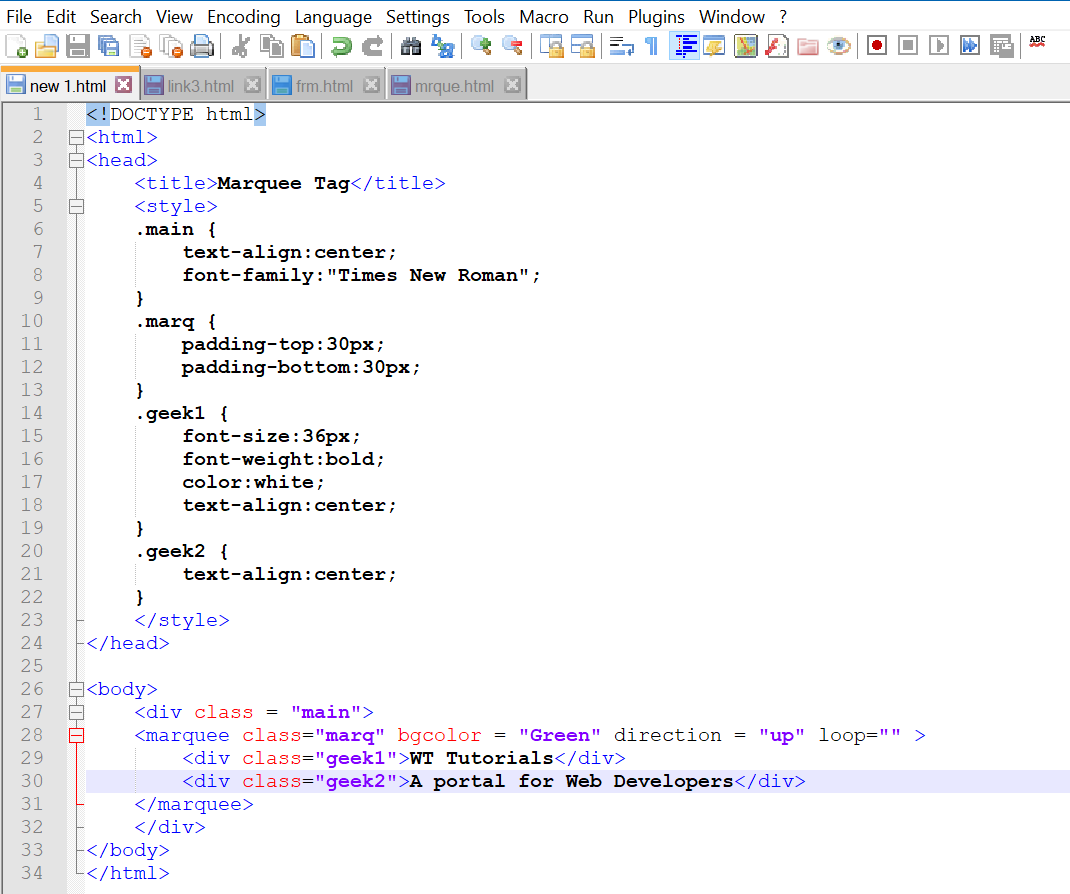 File Edit Search View Encoding Language Settings Tools Macro Run Plugins Window ?
ABC
new 1.html link3.html frm.html mrque.html
1 <!DOCTYPE html>
2 <html>
3 <head>
4 <title>Marquee Tag</title>
5 <style>
6 .main {
7 text-align:center;
8 font-family:"Times New Roman";
9 }
10 .marq {
11 padding-top:30px;
12 padding-bottom:30px;
13 }
14 .geek1 {
15 font-size:36px;
16 font-weight:bold;
17 color:white;
18 text-align:center;
19 }
20 .geek2 {
21 text-align:center;
22 }
23 </style>
24 </head>
25
26 <body>
27 <div class = "main">
28 <marquee class="marq" bgcolor = "Green" direction = "up" loop="" >
29 <div class="geek1">WT Tutorials</div>
30 <div class="geek2">A portal for Web Developers</div>
31 </marquee>
32 </div>
33 </body>
34 </html>